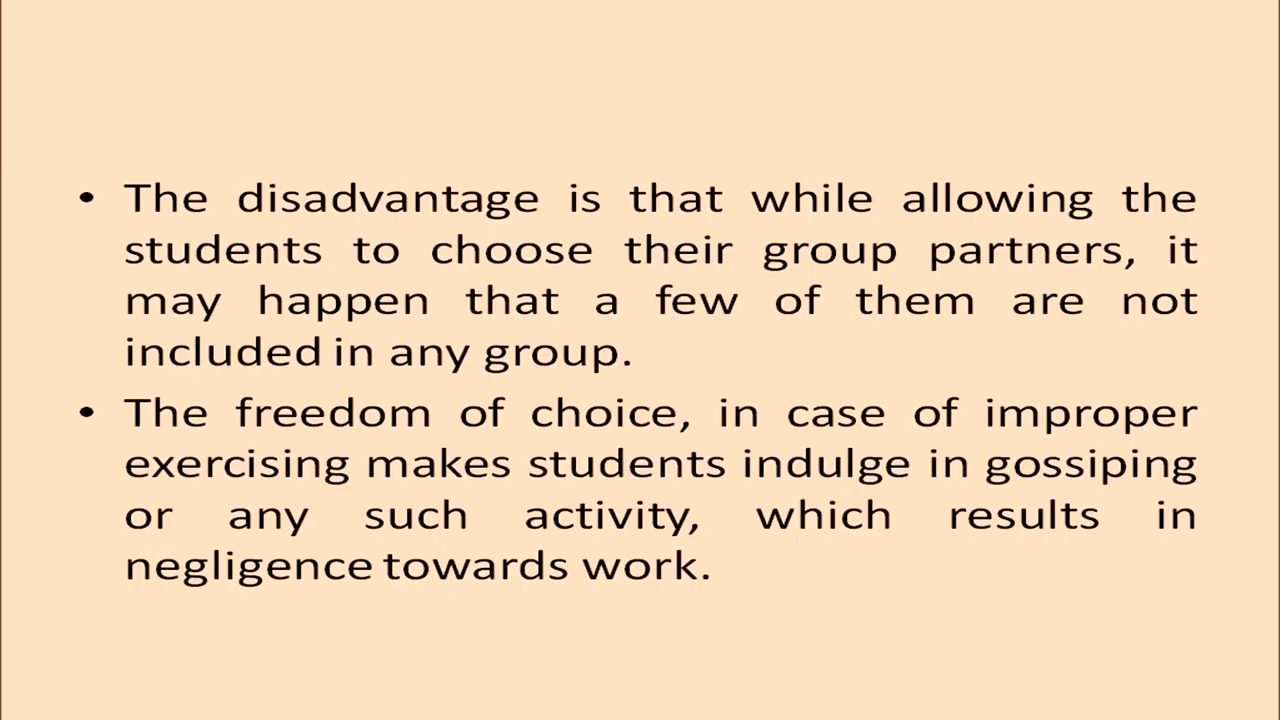 • The disadvantage is that while allowing the
students to choose their group partners, it
may happen that a few of them are not
included in any group.
• The freedom of choice, in case of improper
exercising makes students indulge in gossiping
or any such activity, which results in
negligence towards work.